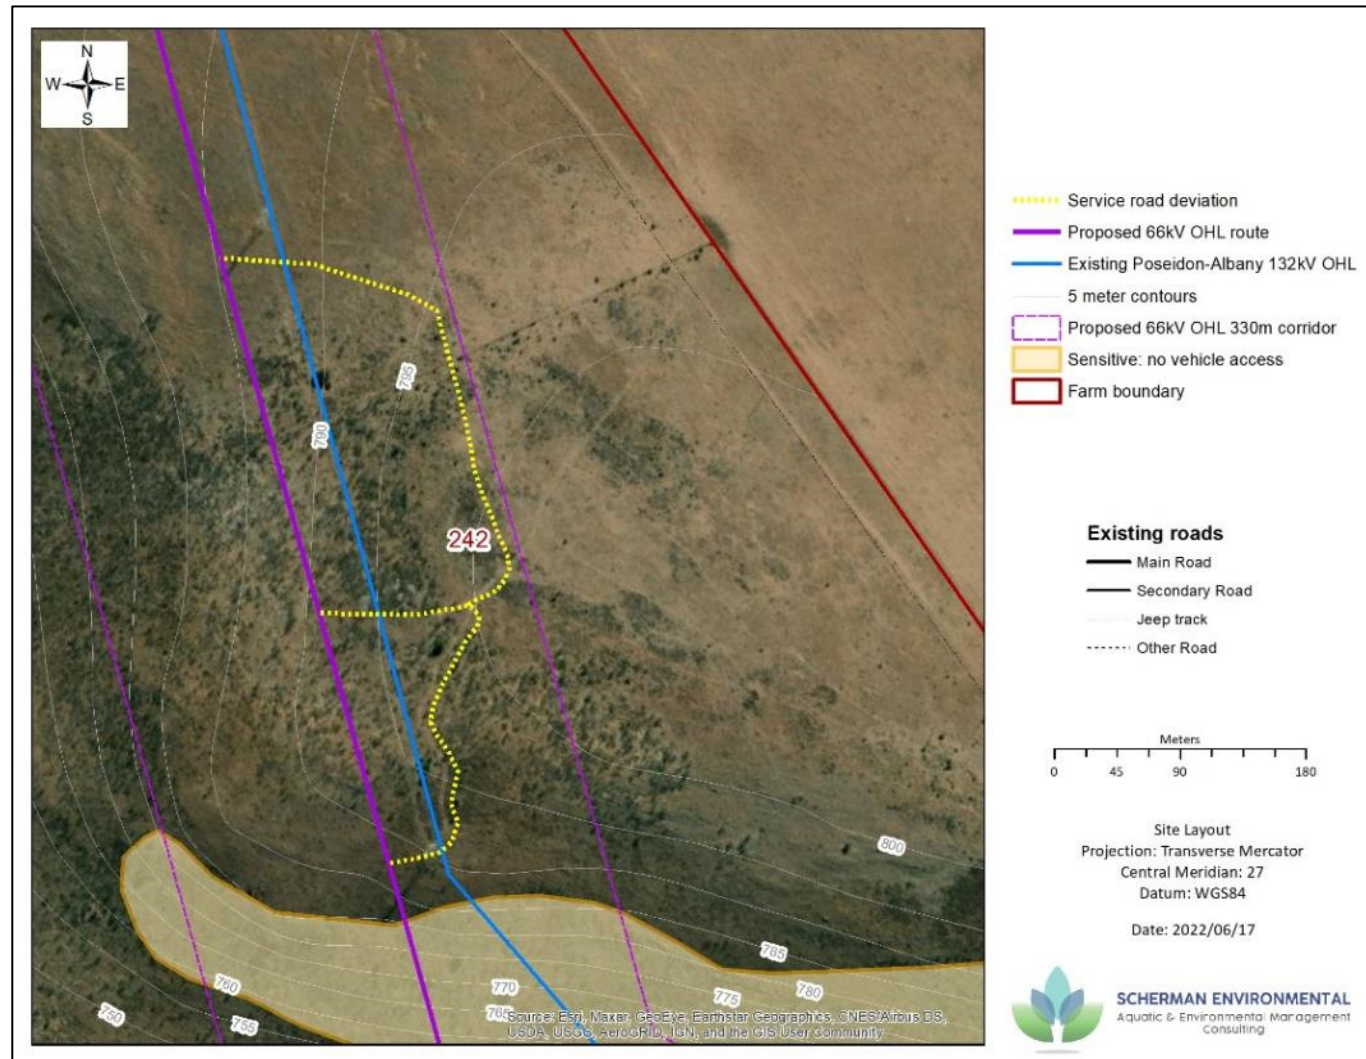 N
W E
S
795
790
242
800
785
780
775
770
765
760
755
750
Source: Esri, Maxar, GeoEye, Earthstar Geographics, CNES/Airbus DS,
USDA, USGS, AeroGRID, IGN, and the GIS User Community
Service road deviation
Proposed 66kV OHL route
Existing Poseidon-Albany 132kV OHL
5 meter contours
Proposed 66kV OHL 330m corridor
Sensitive: no vehicle access
Farm boundary
Existing roads
Main Road
Secondary Road
Jeep track
Other Road
Meters
0 45 90 180
Site Layout
Projection: Transverse Mercator
Central Meridian: 27
Datum: WGS84
Date: 2022/06/17
SCHERMAN ENVIRONMENTAL
Aquatic & Environmental Management
Consulting